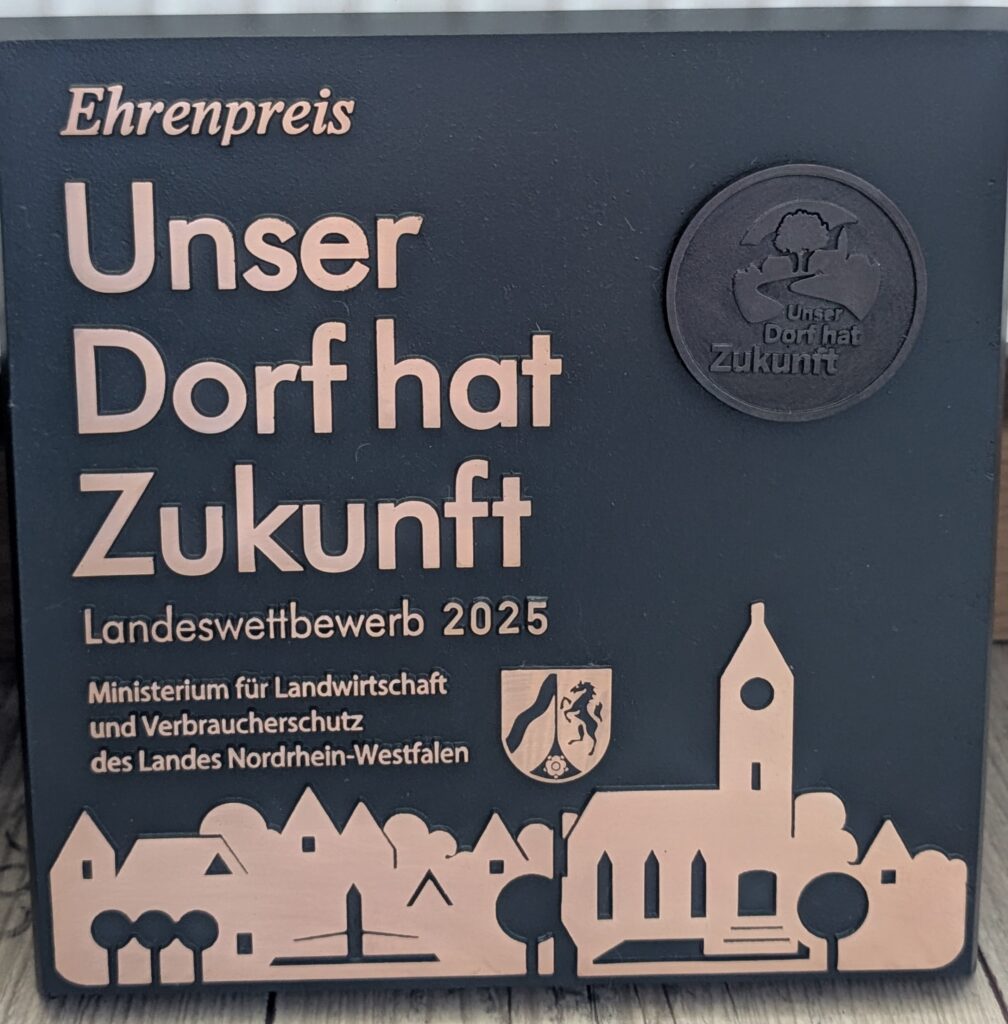 Ehrenpreis
Unser
Dorf hat
Zukunft
Landeswettbewerb 2025
Ministerium für Landwirtschaft
und Verbraucherschutz
des Landes Nordrhein-Westfalen
Unser
Dorf hat
Zukunft